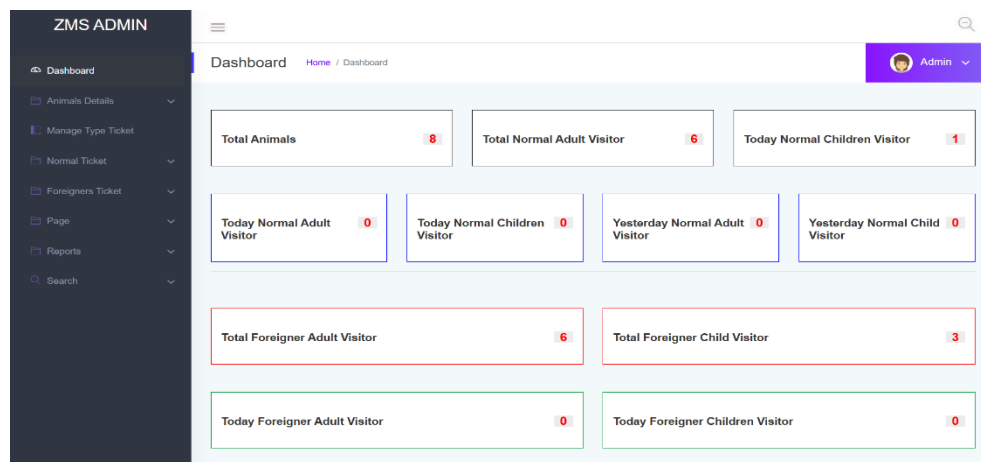 ZMS ADMIN
Dashboard
Animals Details
Manage Type Ticket
Normal Ticket
Foreigners Ticket
Page
Reports
Search
Dashboard Home / Dashboard
Admin
Total Animals 8
Total Normal Adult Visitor 6
Today Normal Children Visitor 1
Today Normal Adult 0
Visitor
Today Normal Children 0
Visitor
Yesterday Normal Adult 0
Visitor
Yesterday Normal Child 0
Visitor
Total Foreigner Adult Visitor 6
Total Foreigner Child Visitor 3
Today Foreigner Adult Visitor 0
Today Foreigner Children Visitor 0